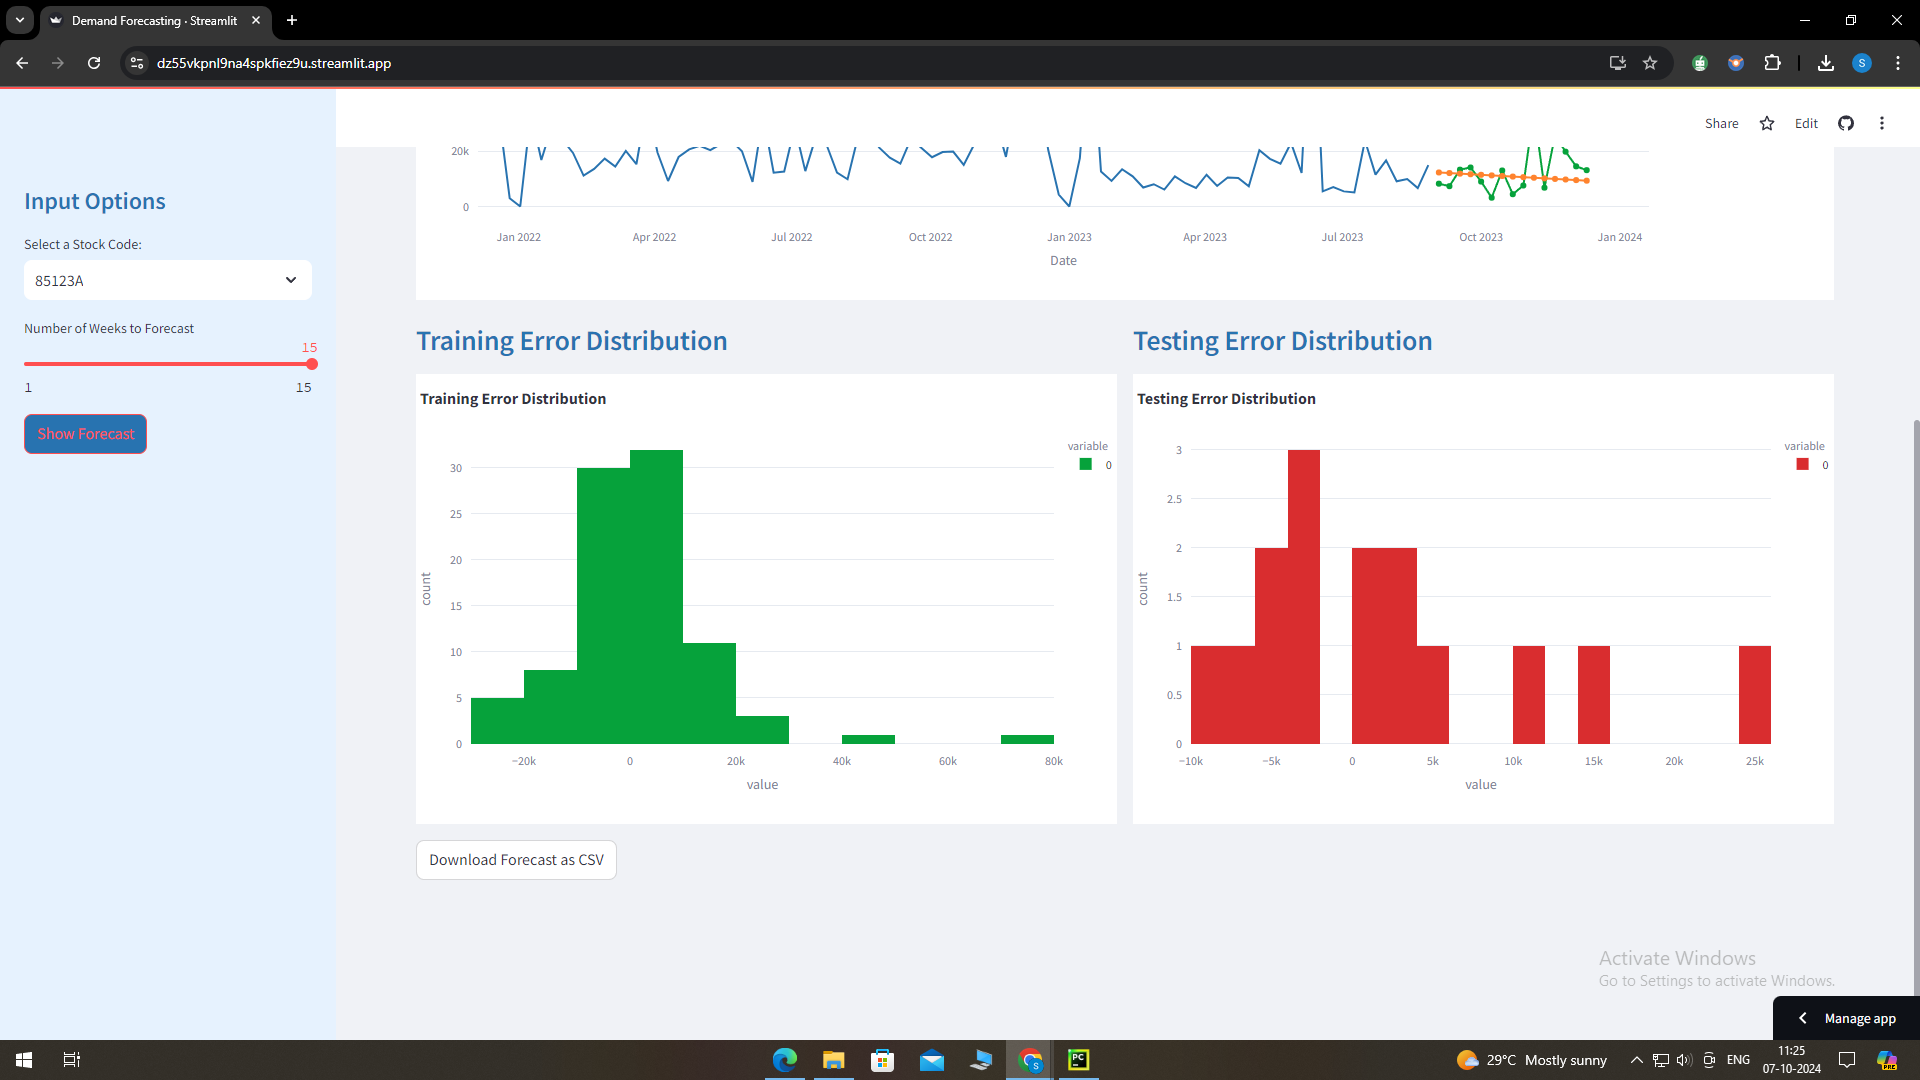 Demand Forecasting · Streamlit
dz55vkpnl9na4spkfiez9u.streamlit.app
S
Share
Edit
Input Options
Select a Stock Code:
85123A
Number of Weeks to Forecast
15
1
15
Show Forecast
20k
0
Jan 2022
Apr 2022
Jul 2022
Oct 2022
Jan 2023
Apr 2023
Jul 2023
Oct 2023
Jan 2024
Date
Training Error Distribution
Training Error Distribution
variable
0
30
25
20
15
10
5
0
count
−20k
0
20k
40k
60k
80k
value
Testing Error Distribution
Testing Error Distribution
variable
0
3
2.5
2
1.5
1
0.5
0
count
−10k
−5k
0
5k
10k
15k
20k
25k
value
Download Forecast as CSV
Activate Windows
Go to Settings to activate Windows.
Manage app
S
PC
29°C Mostly sunny
ENG
11:25
07-10-2024
PRE